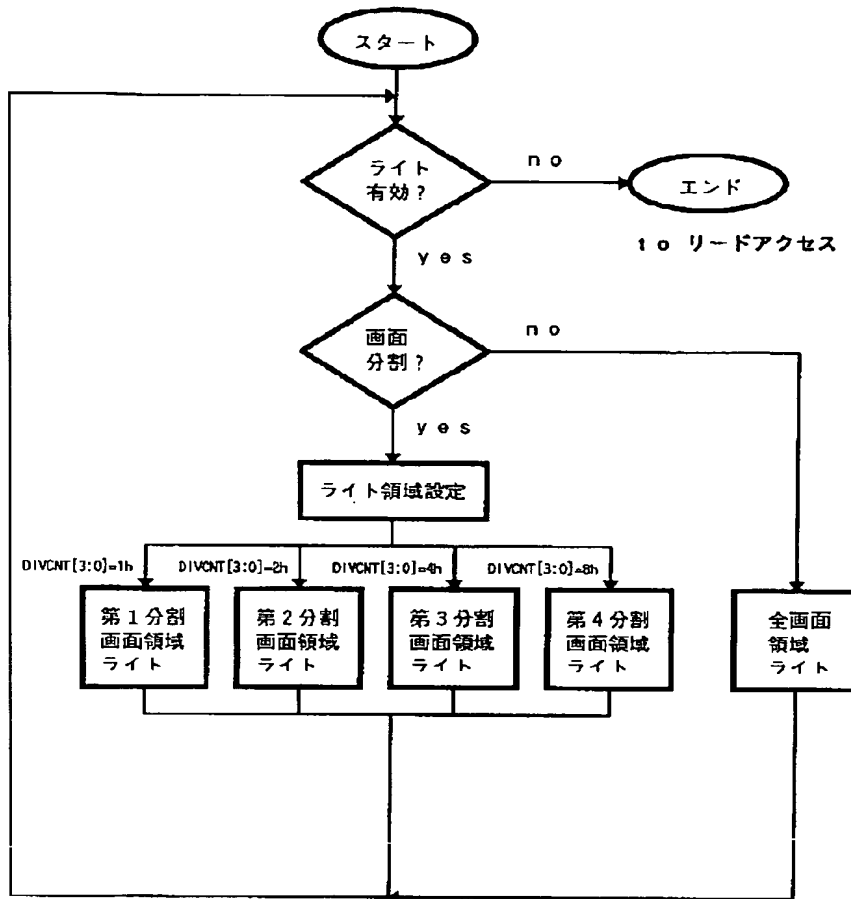 スタート
ライト
有効?
no
エンド
to リードアクセス
yes
画面
分割?
no
yes
ライト領域設定
DIVCNT[3:0]=1h
DIVCNT[3:0]=2h
DIVCNT[3:0]=4h
DIVCNT[3:0]=8h
第1分割
画面領域
ライト
第2分割
画面領域
ライト
第3分割
画面領域
ライト
第4分割
画面領域
ライト
全画面
領域
ライト